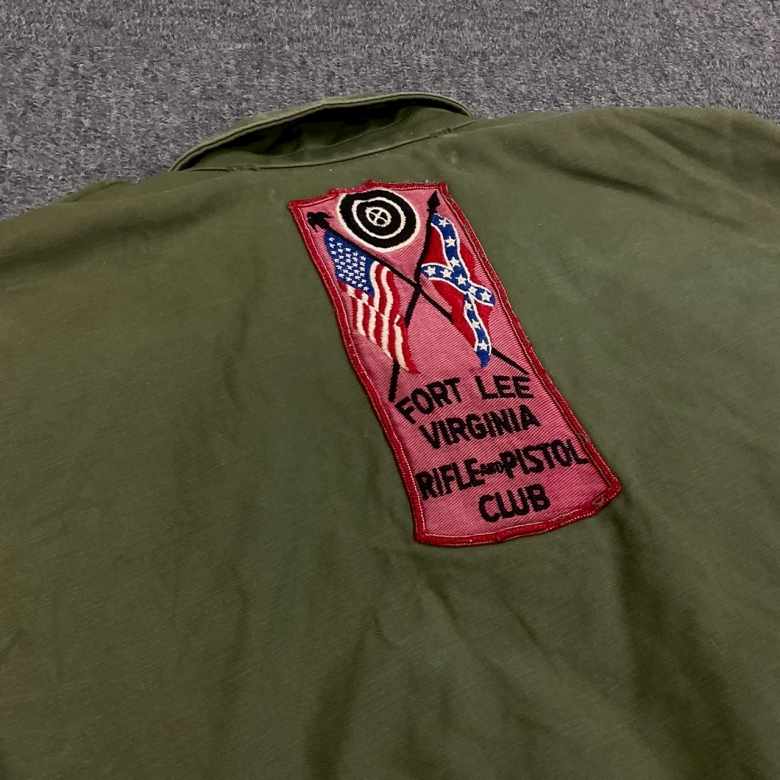 FORT LEE
VIRGINIA
RIFLE AND PISTOL
CLUB